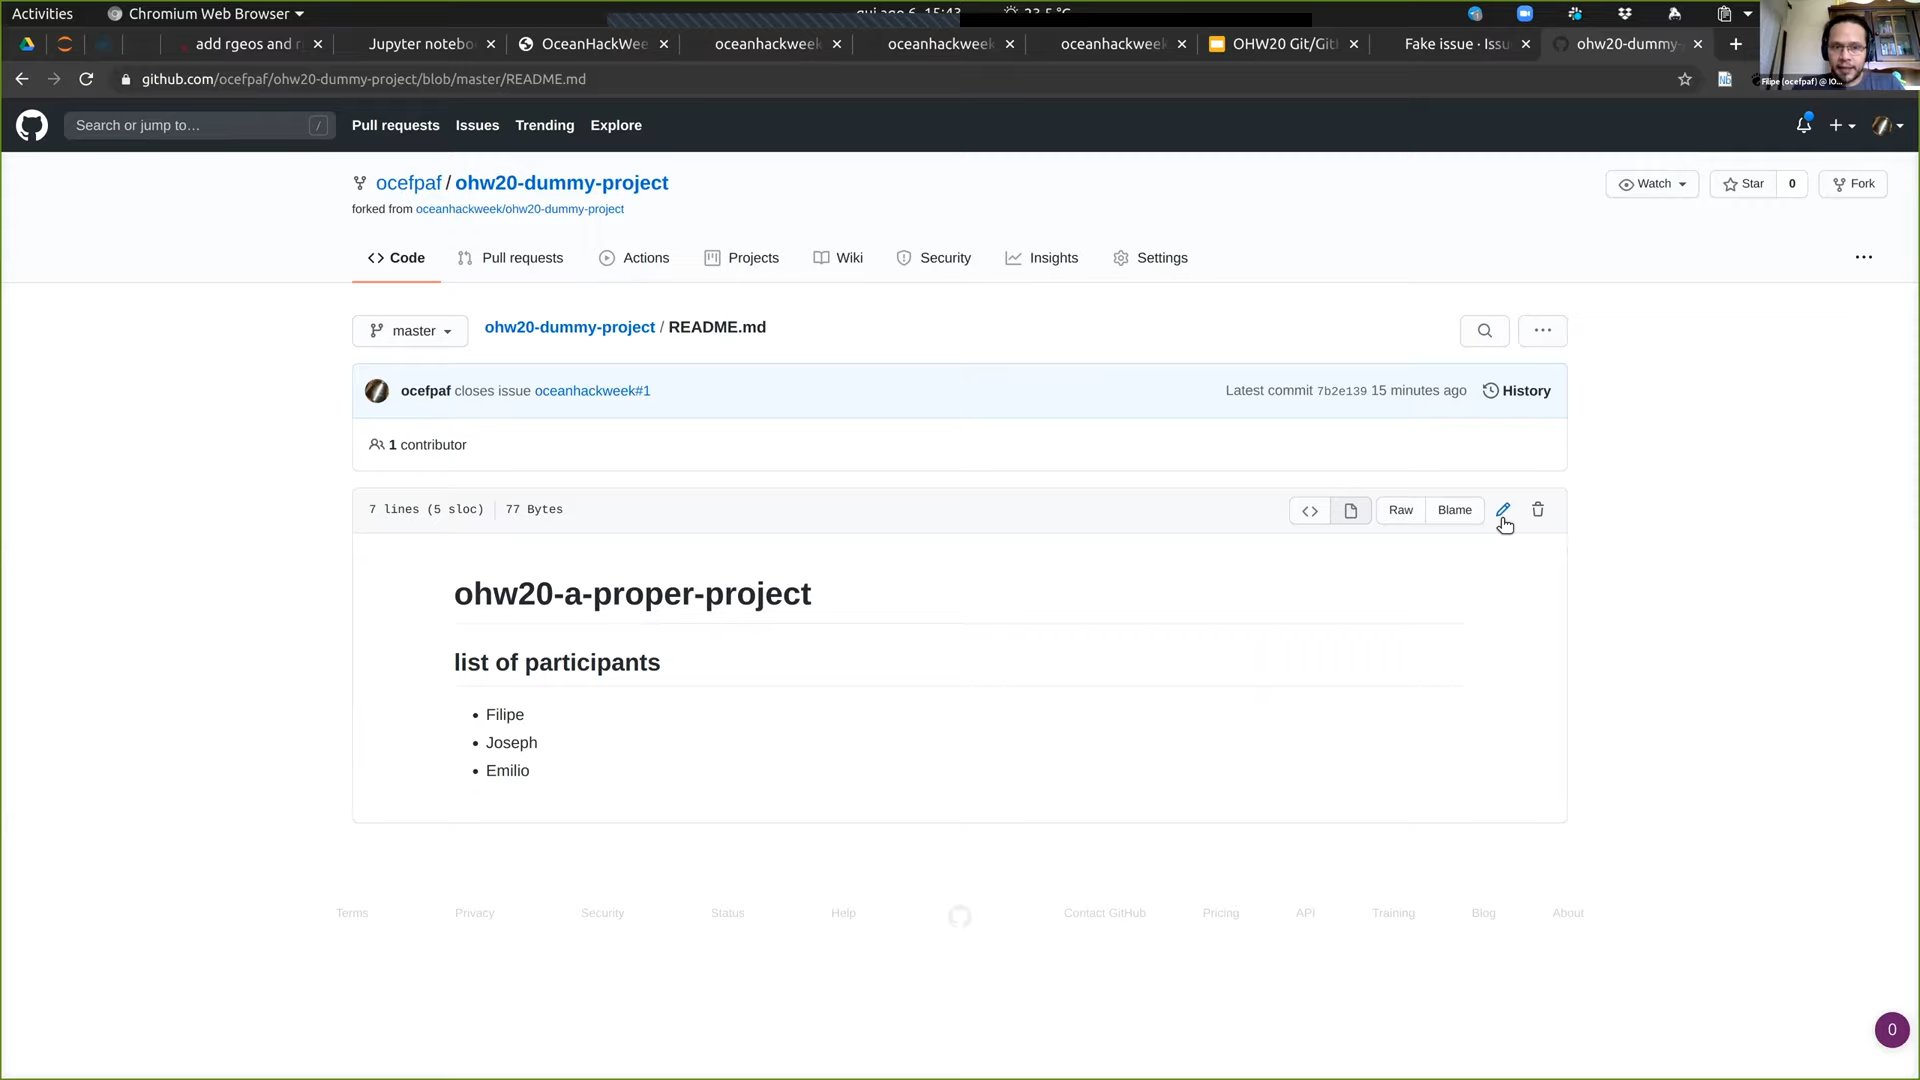 Activities
Chromium Web Browser
add rgeos and r
Jupyter notebo
OceanHackWee
oceanhackweek
oceanhackweek
oceanhackweek
OHW20 Git/Git
Fake issue · Issu
ohw20-dummy-
github.com/ocefpaf/ohw20-dummy-project/blob/master/README.md
Filipe (ocefpaf) @ IO...
Search or jump to…
/
Pull requests
Issues
Trending
Explore
ocefpaf / ohw20-dummy-project
forked from oceanhackweek/ohw20-dummy-project
Watch
Star
0
Fork
Code
Pull requests
Actions
Projects
Wiki
Security
Insights
Settings
master
ohw20-dummy-project / README.md
ocefpaf closes issue oceanhackweek#1
Latest commit 7b2e139 15 minutes ago
History
1 contributor
7 lines (5 sloc)
77 Bytes
Raw
Blame
ohw20-a-proper-project
list of participants
• Filipe
• Joseph
• Emilio
Terms
Privacy
Security
Status
Help
Contact GitHub
Pricing
API
Training
Blog
About
0